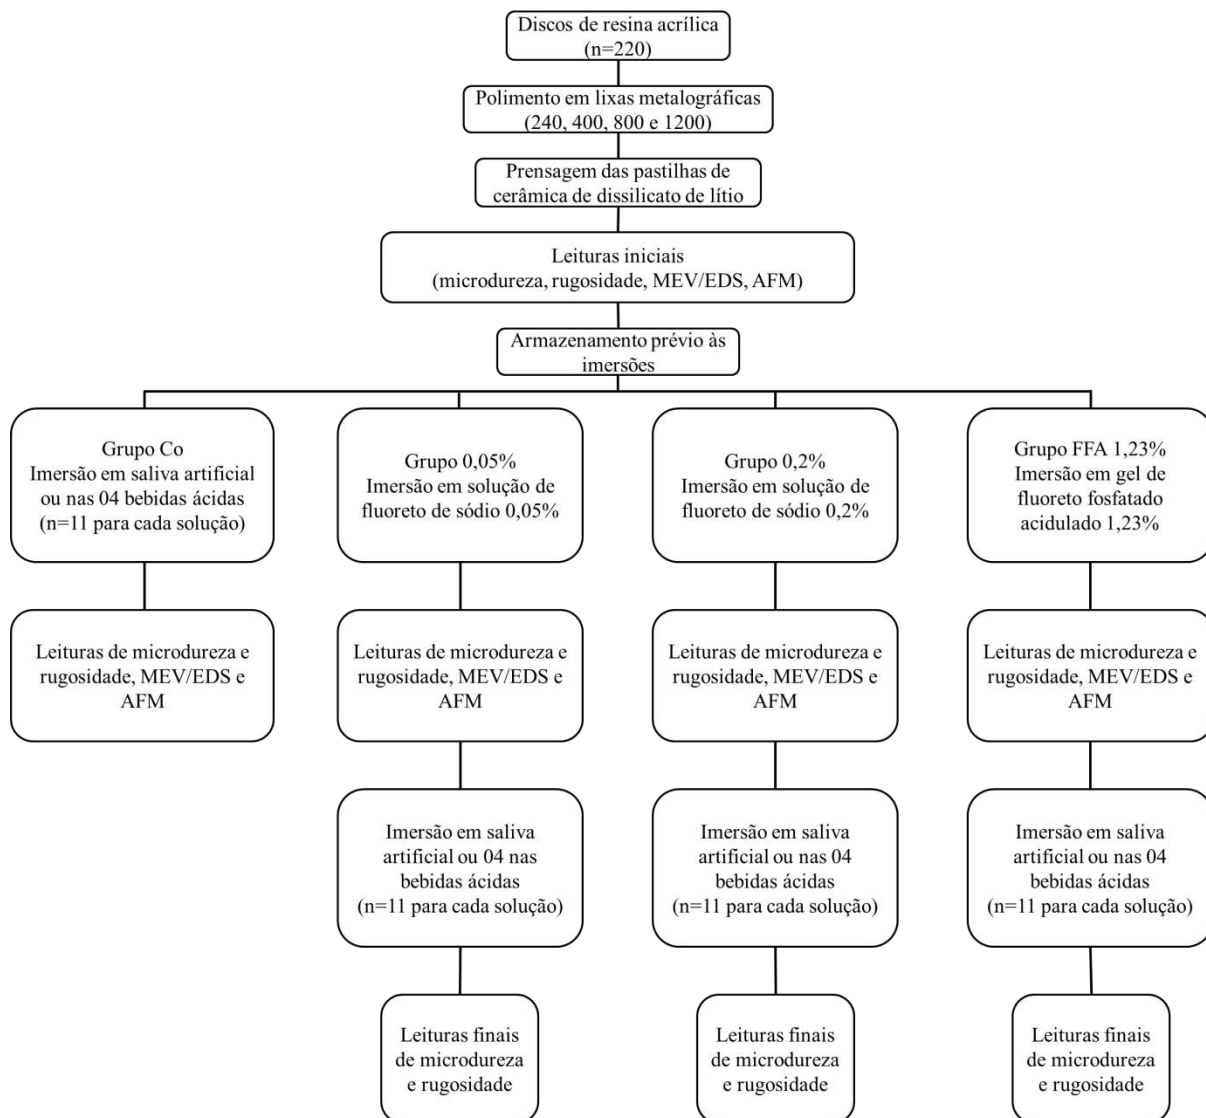 Discos de resina acrílica
(n=220)
Polimento em lixas metalográficas
(240, 400, 800 e 1200)
Prensagem das pastilhas de
cerâmica de dissilicato de lítio
Leituras iniciais
(microdureza, rugosidade, MEV/EDS, AFM)
Armazenamento prévio às
imersões
Grupo Co
Imersão em saliva artificial
ou nas 04 bebidas ácidas
(n=11 para cada solução)
Grupo 0,05%
Imersão em solução de
fluoreto de sódio 0,05%
Grupo 0,2%
Imersão em solução de
fluoreto de sódio 0,2%
Grupo FFA 1,23%
Imersão em gel de
fluoreto fosfatado
acidulado 1,23%
Leituras de microdureza e
rugosidade, MEV/EDS e
AFM
Leituras de microdureza e
rugosidade, MEV/EDS e
AFM
Leituras de microdureza e
rugosidade, MEV/EDS e
AFM
Leituras de microdureza e
rugosidade, MEV/EDS e
AFM
Imersão em saliva
artificial ou 04 nas
bebidas ácidas
(n=11 para cada solução)
Imersão em saliva
artificial ou nas 04
bebidas ácidas
(n=11 para cada solução)
Imersão em saliva
artificial ou nas 04
bebidas ácidas
(n=11 para cada solução)
Leituras finais
de microdureza
e rugosidade
Leituras finais
de microdureza
e rugosidade
Leituras finais
de microdureza
e rugosidade